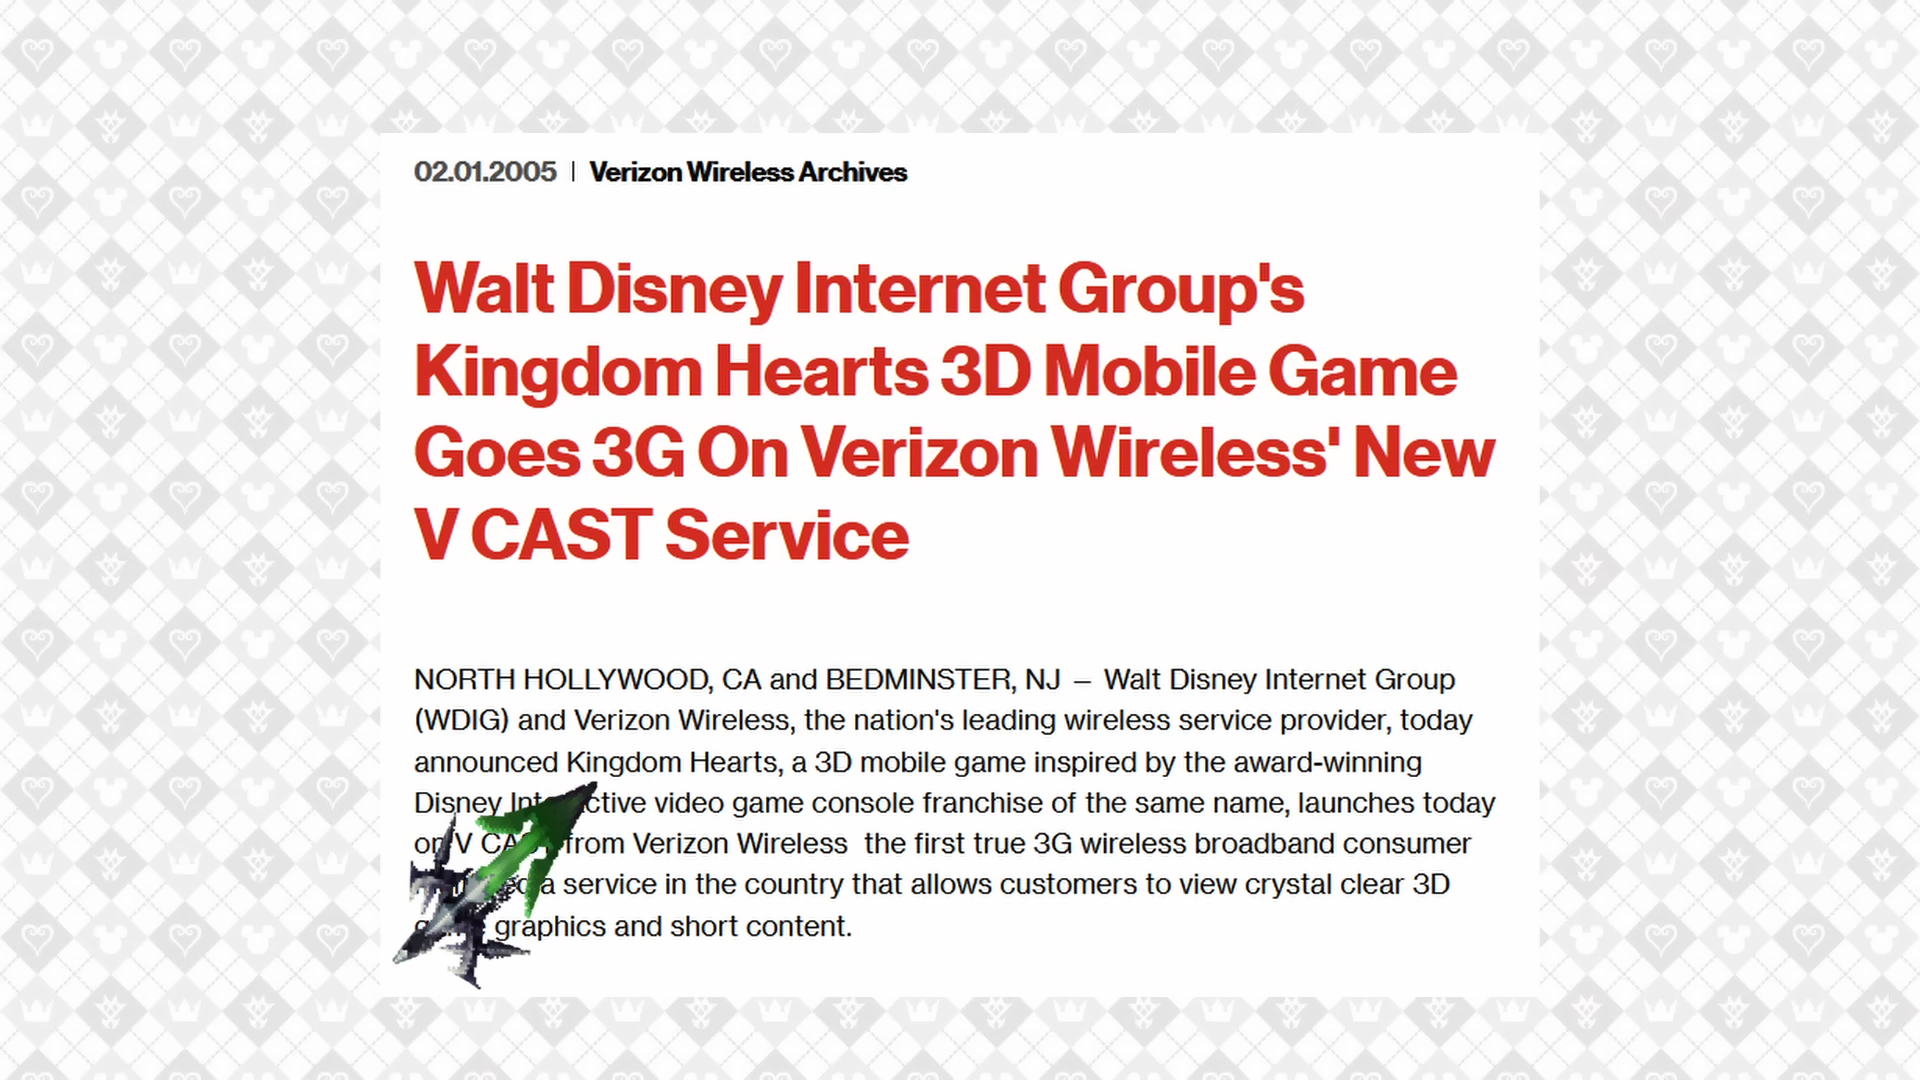 02.01.2005 | Verizon Wireless Archives
Walt Disney Internet Group's
Kingdom Hearts 3D Mobile Game
Goes 3G On Verizon Wireless' New
V CAST Service
NORTH HOLLYWOOD, CA and BEDMINSTER, NJ – Walt Disney Internet Group
(WDIG) and Verizon Wireless, the nation's leading wireless service provider, today
announced Kingdom Hearts, a 3D mobile game inspired by the award-winning
Disney Interactive video game console franchise of the same name, launches today
on V CAST from Verizon Wireless  the first true 3G wireless broadband consumer
a service in the country that allows customers to view crystal clear 3D
graphics and short content.